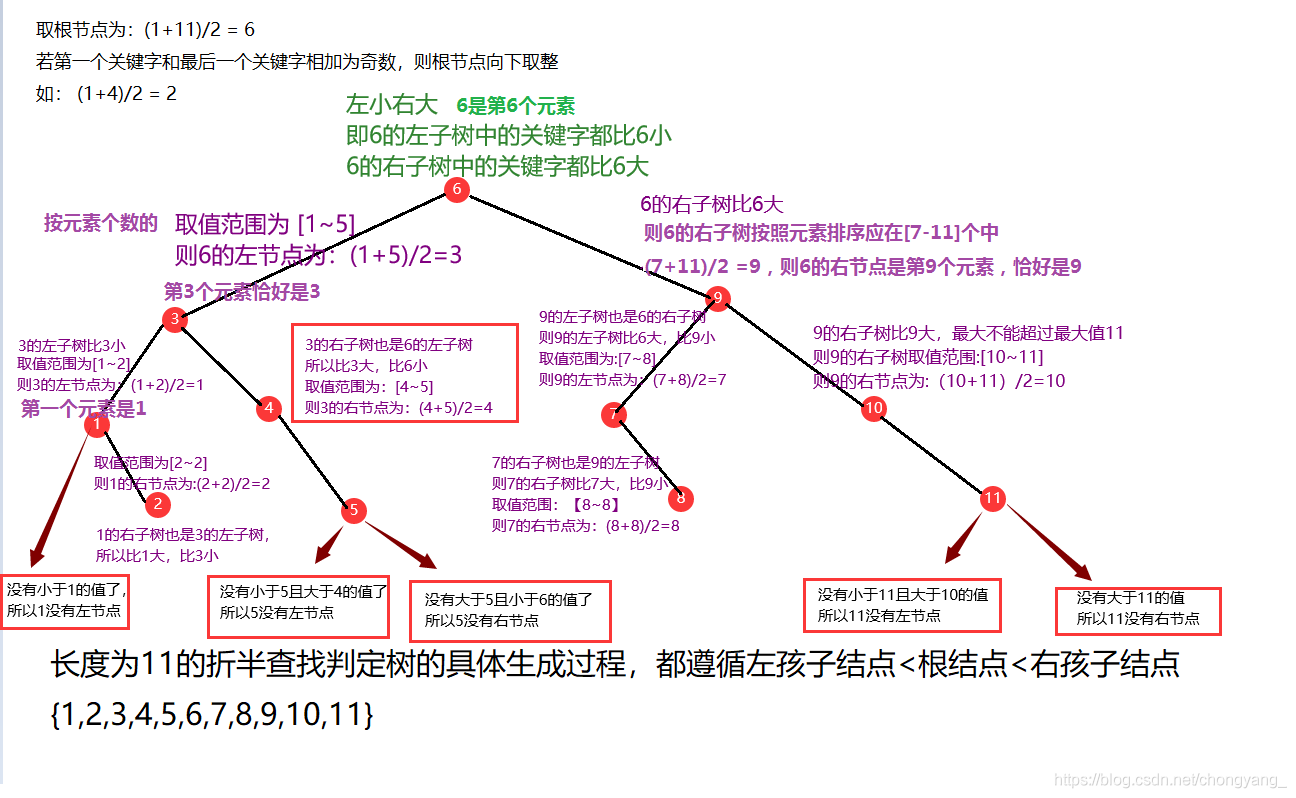 取根节点为：(1+11)/2 = 6
若第一个关键字和最后一个关键字相加为奇数，则根节点向下取整
如： (1+4)/2 = 2
左小右大 6是第6个元素
即6的左子树中的关键字都比6小
6的右子树中的关键字都比6大
6
按元素个数的 取值范围为 [1~5]
则6的左节点为：(1+5)/2=3
第3个元素恰好是3
3
6的右子树比6大
则6的右子树按照元素排序应在[7-11]个中
(7+11)/2 =9，则6的右节点是第9个元素，恰好是9
9
3的左子树比3小
取值范围为[1~2]
则3的左节点为：(1+2)/2=1
第一个元素是1
1
3的右子树也是6的左子树
所以比3大，比6小
取值范围为：[4~5]
则3的右节点为：(4+5)/2=4
4
9的左子树也是6的右子树
则9的左子树比6大，比9小
取值范围为:[7~8]
则9的左节点为：(7+8)/2=7
7
9的右子树比9大，最大不能超过最大值11
则9的右子树取值范围:[10~11]
则9的右节点为:（10+11）/2=10
10
取值范围为[2~2]
则1的右节点为:(2+2)/2=2
2
1的右子树也是3的左子树，
所以比1大，比3小
5
7的右子树也是9的左子树
则7的右子树比7大，比9小
取值范围：【8~8】
则7的右节点为：(8+8)/2=8
8
11
没有小于1的值了，
所以1没有左节点
没有小于5且大于4的值了
所以5没有左节点
没有大于5且小于6的值了
所以5没有右节点
没有小于11且大于10的值
所以11没有左节点
没有大于11的值
所以11没有右节点
长度为11的折半查找判定树的具体生成过程，都遵循左孩子结点<根结点<右孩子结点
{1,2,3,4,5,6,7,8,9,10,11}
https://blog.csdn.net/chongyang_